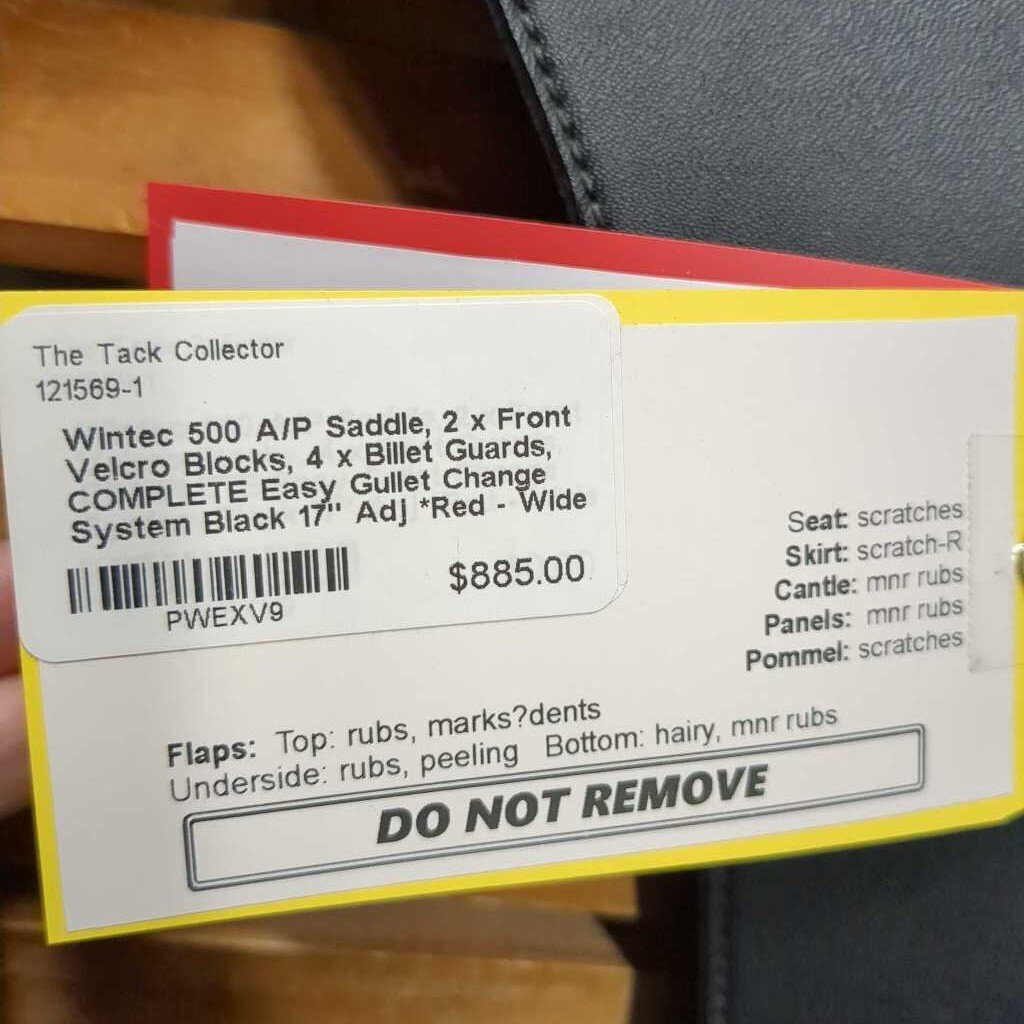 The Tack Collector
121569-1
Wintec 500 A/P Saddle, 2 x Front
Velcro Blocks, 4 x Billet Guards,
COMPLETE Easy Gullet Change
System Black 17" Adj *Red - Wide
$885.00
PWEXV9
Seat: scratches
Skirt: scratch-R
Cantle: mnr rubs
Panels: mnr rubs
Pommel: scratches
Flaps: Top: rubs, marks?dents
Underside: rubs, peeling Bottom: hairy, mnr rubs
DO NOT REMOVE